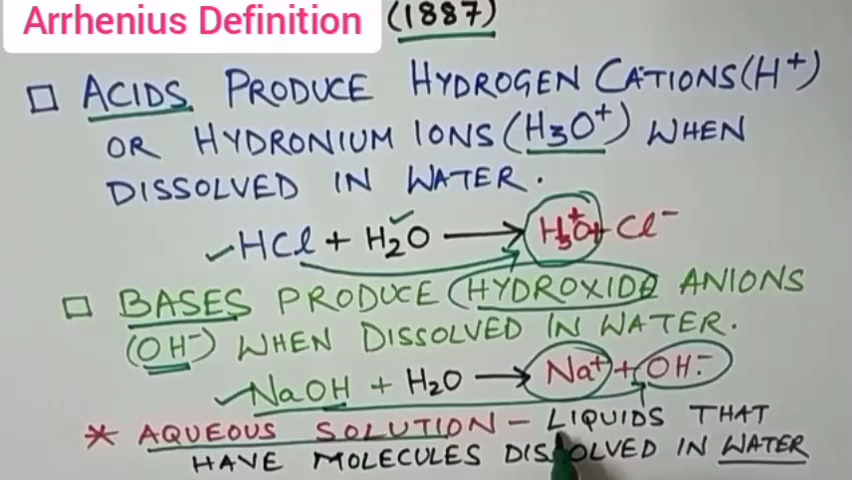 Arrhenius Definition (1887)
□ ACIDS PRODUCE HYDROGEN CATIONS (H⁺)
OR HYDRONIUM IONS (H₃O⁺) WHEN
DISSOLVED IN WATER.
✓HCl + H₂O ⟶ H₃O⁺ + Cl⁻
□ BASES PRODUCE HYDROXIDE ANIONS
(OH⁻) WHEN DISSOLVED IN WATER.
✓NaOH + H₂O ⟶ Na⁺ + OH⁻
* AQUEOUS SOLUTION – LIQUIDS THAT
HAVE MOLECULES DISSOLVED IN WATER